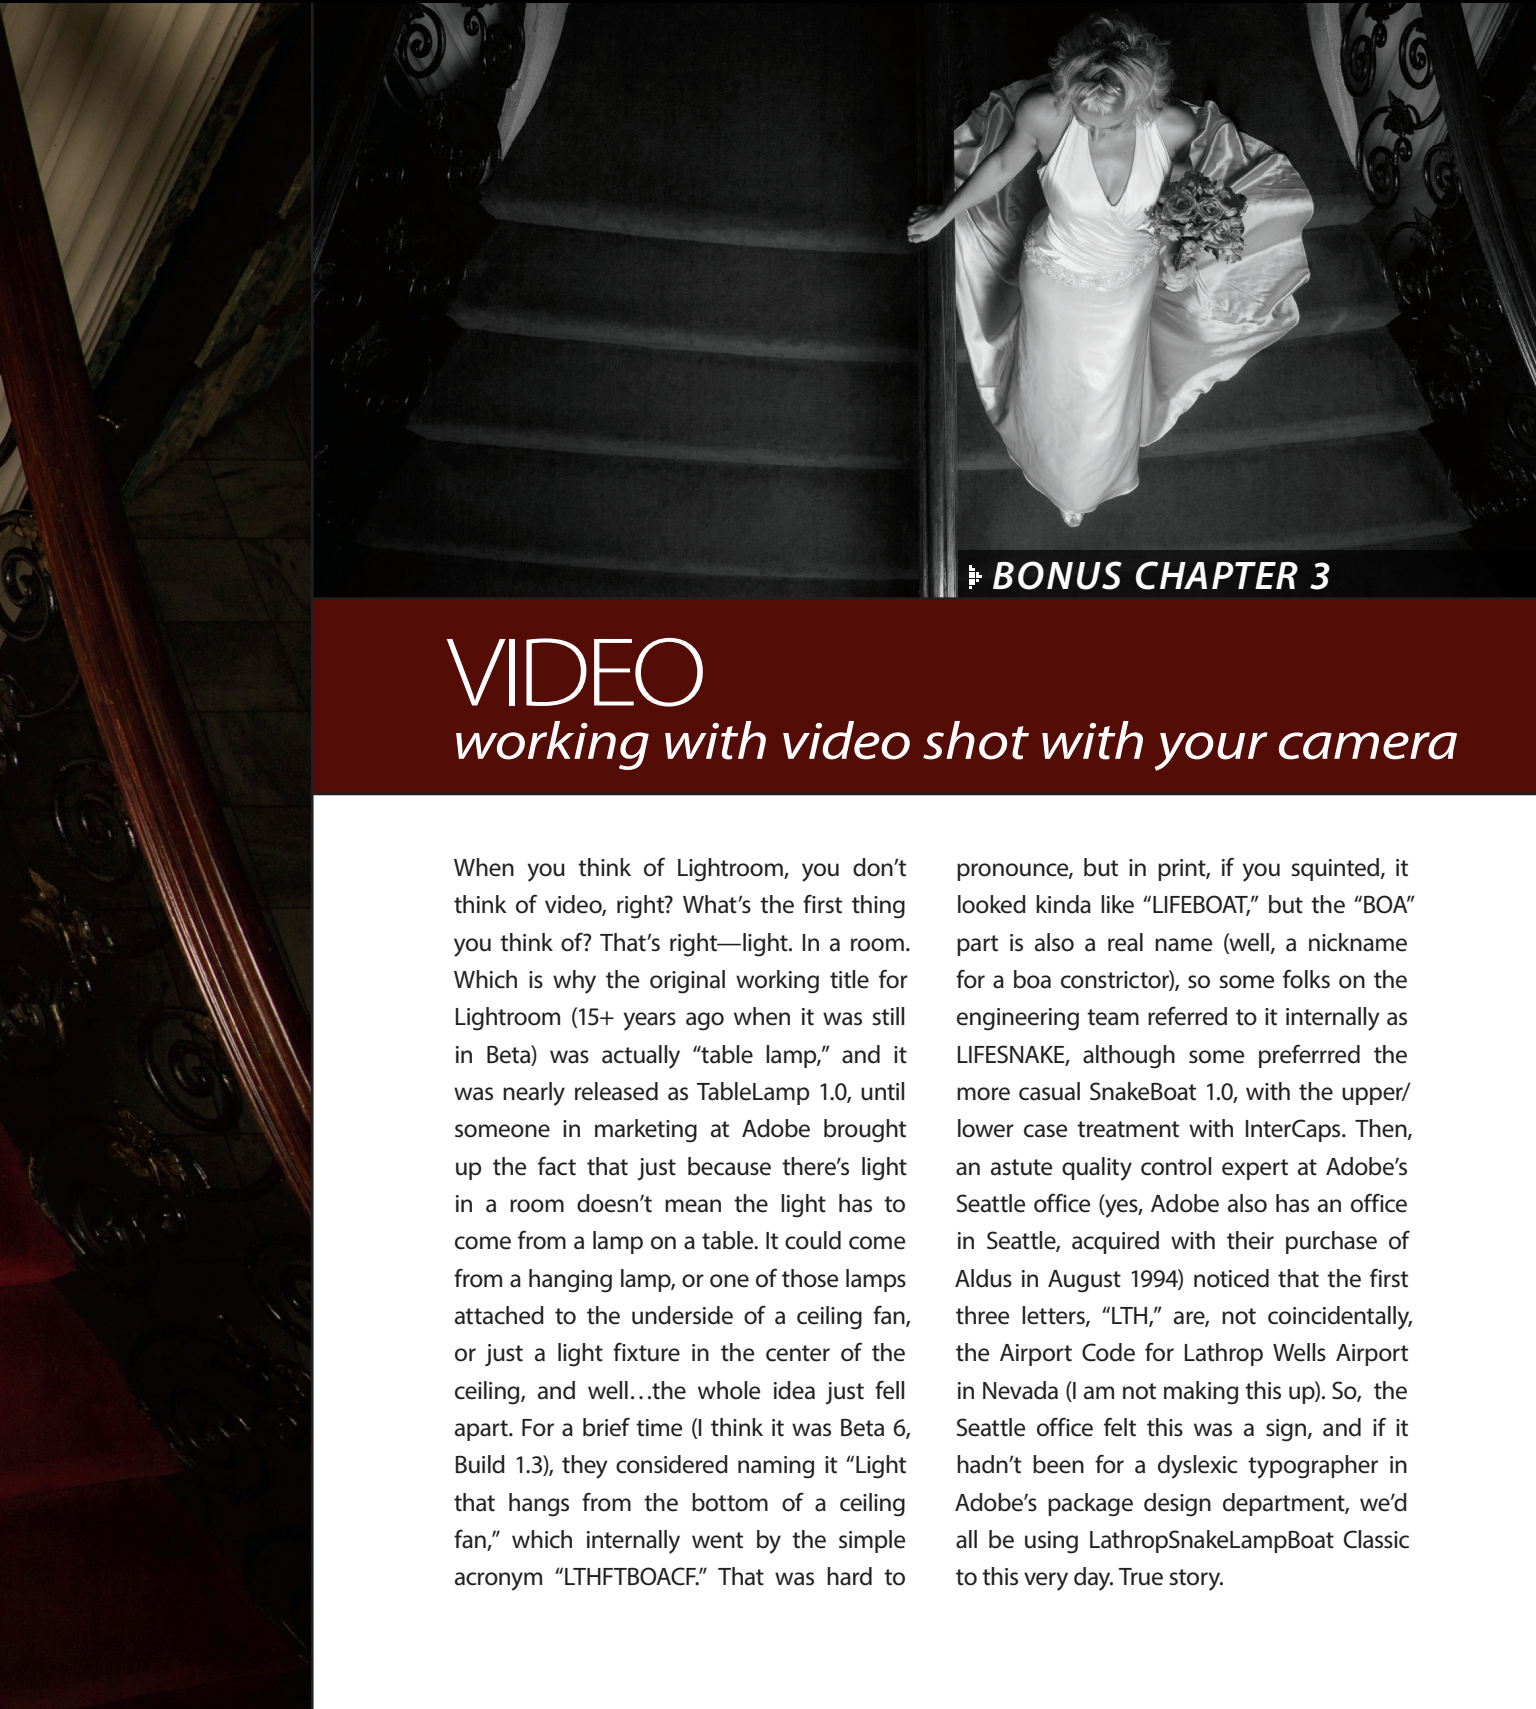 BONUS CHAPTER 3
VIDEO
working with video shot with your camera
When you think of Lightroom, you don’t
think of video, right? What’s the first thing
you think of? That’s right—light. In a room.
Which is why the original working title for
Lightroom (15+ years ago when it was still
in Beta) was actually “table lamp,” and it
was nearly released as TableLamp 1.0, until
someone in marketing at Adobe brought
up the fact that just because there’s light
in a room doesn’t mean the light has to
come from a lamp on a table. It could come
from a hanging lamp, or one of those lamps
attached to the underside of a ceiling fan,
or just a light fixture in the center of the
ceiling, and well…the whole idea just fell
apart. For a brief time (I think it was Beta 6,
Build 1.3), they considered naming it “Light
that hangs from the bottom of a ceiling
fan,” which internally went by the simple
acronym “LTHFTBOACF.” That was hard to
pronounce, but in print, if you squinted, it
looked kinda like “LIFEBOAT,” but the “BOA”
part is also a real name (well, a nickname
for a boa constrictor), so some folks on the
engineering team referred to it internally as
LIFESNAKE, although some preferrred the
more casual SnakeBoat 1.0, with the upper/
lower case treatment with InterCaps. Then,
an astute quality control expert at Adobe’s
Seattle office (yes, Adobe also has an office
in Seattle, acquired with their purchase of
Aldus in August 1994) noticed that the first
three letters, “LTH,” are, not coincidentally,
the Airport Code for Lathrop Wells Airport
in Nevada (I am not making this up). So, the
Seattle office felt this was a sign, and if it
hadn’t been for a dyslexic typographer in
Adobe’s package design department, we’d
all be using LathropSnakeLampBoat Classic
to this very day. True story.